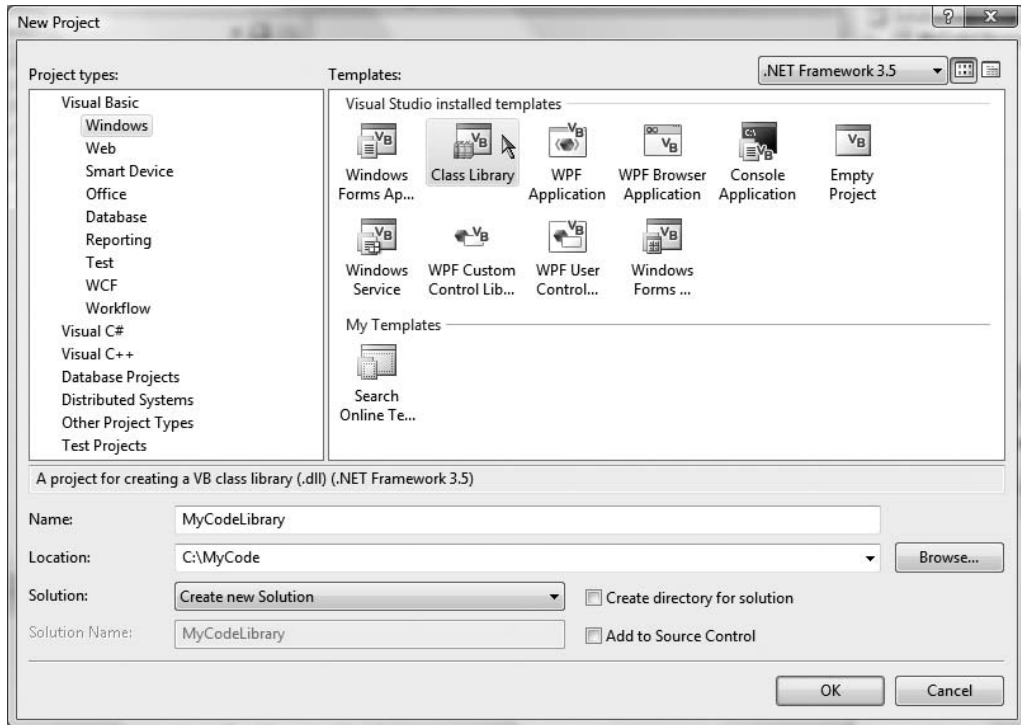 New Project
Project types:
Visual Basic
Windows
Web
Smart Device
Office
Database
Reporting
Test
WCF
Workflow
Visual C#
Visual C++
Database Projects
Distributed Systems
Other Project Types
Test Projects
Templates:
.NET Framework 3.5
Visual Studio installed templates
Windows
Forms Ap...
Class Library
WPF
Application
WPF Browser
Application
Console
Application
Empty
Project
Windows
Service
WPF Custom
Control Lib...
WPF User
Control...
Windows
Forms ...
My Templates
Search
Online Te...
A project for creating a VB class library (.dll) (.NET Framework 3.5)
Name:
MyCodeLibrary
Location:
C:\MyCode
Browse...
Solution:
Create new Solution
Create directory for solution
Solution Name:
MyCodeLibrary
Add to Source Control
OK
Cancel